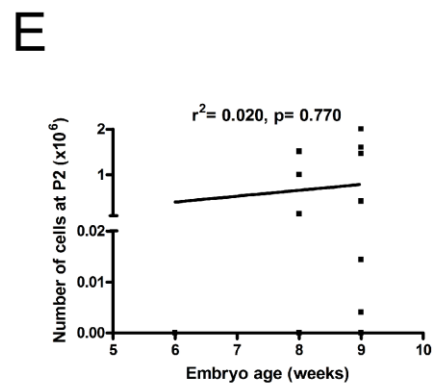 E
r²= 0.020, p= 0.770
Number of cells at P2 (x10⁶)
2
1
0.02
0.01
0.00
5 6 7 8 9 10
Embryo age (weeks)